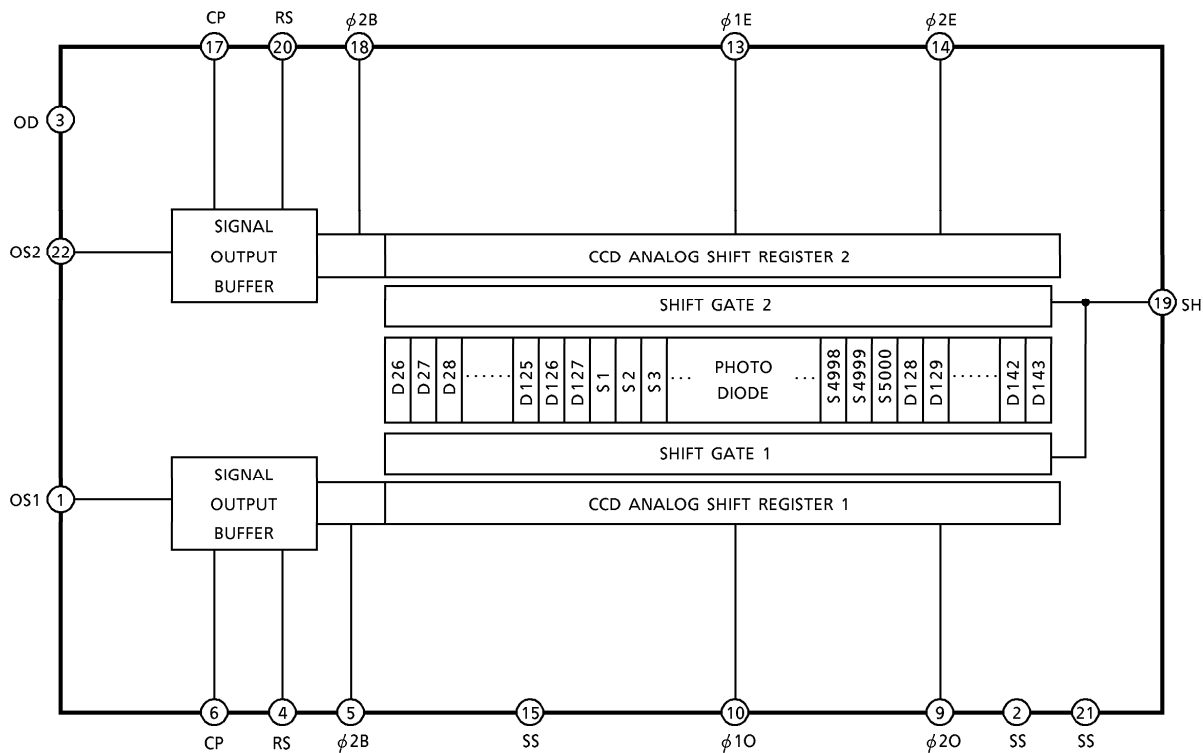 CP RS ϕ2B ϕ1E ϕ2E
17 20 18 13 14
OD 3
SIGNAL
OUTPUT
BUFFER
OS2 22
CCD ANALOG SHIFT REGISTER 2
SHIFT GATE 2
19 SH
D26 D27 D28 ······ D125 D126 D127 S1 S2 S3 ··· PHOTO DIODE ··· S4998 S4999 S5000 D128 D129 ······ D142 D143
SHIFT GATE 1
SIGNAL
OUTPUT
BUFFER
OS1 1
CCD ANALOG SHIFT REGISTER 1
6 4 5 15 10 9 2 21
CP RS ϕ2B SS ϕ1O ϕ2O SS SS